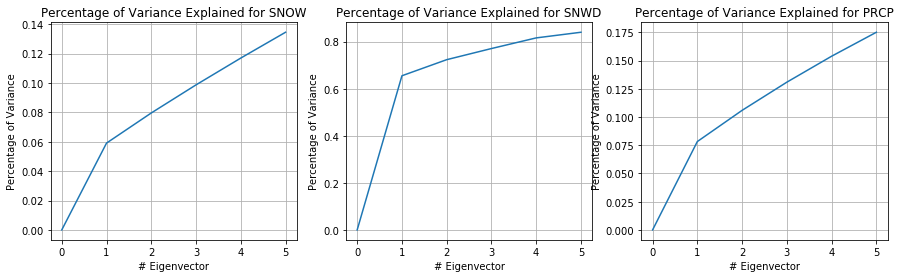 Percentage of Variance Explained for SNOW
0.14
0.12
0.10
0.08
0.06
0.04
0.02
0.00
Percentage of Variance
0 1 2 3 4 5
# Eigenvector
Percentage of Variance Explained for SNWD
0.8
0.6
0.4
0.2
0.0
Percentage of Variance
0 1 2 3 4 5
# Eigenvector
Percentage of Variance Explained for PRCP
0.175
0.150
0.125
0.100
0.075
0.050
0.025
0.000
Percentage of Variance
0 1 2 3 4 5
# Eigenvector